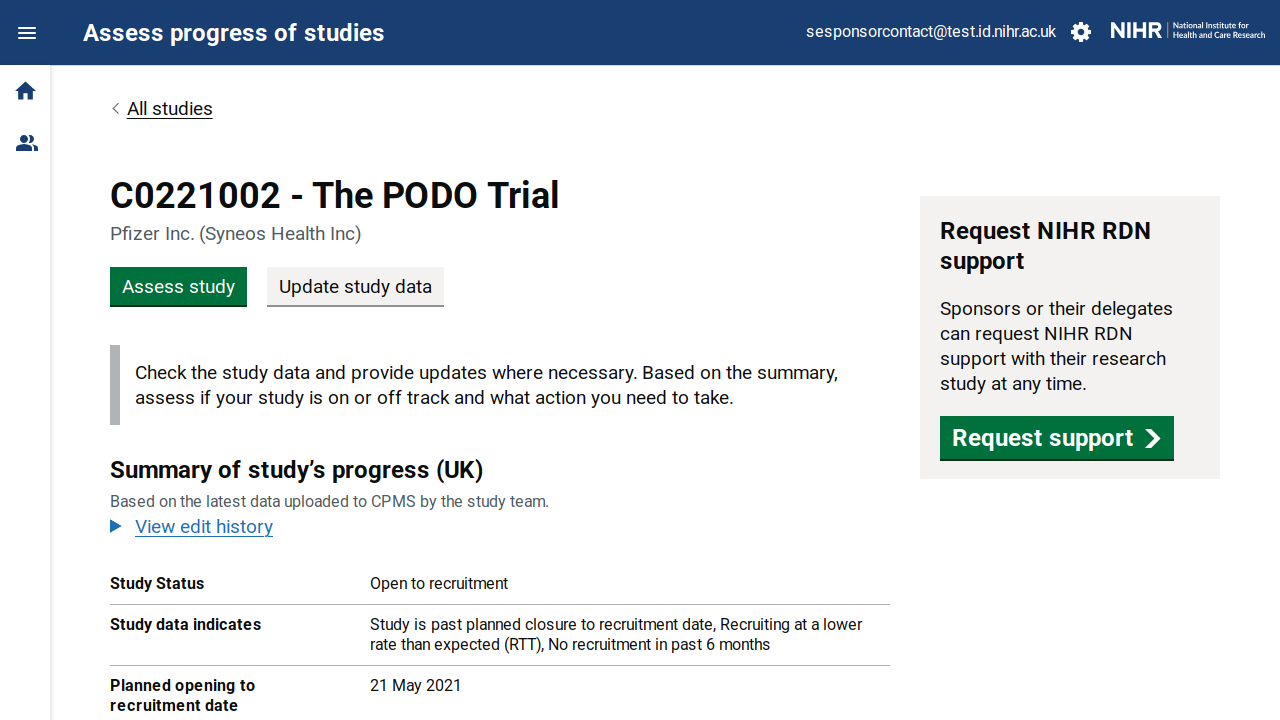 Assess progress of studies
sesponsorcontact@test.id.nihr.ac.uk
NIHR | National Institute for
Health and Care Research
All studies
C0221002 - The PODO Trial
Pfizer Inc. (Syneos Health Inc)
Assess study
Update study data
Check the study data and provide updates where necessary. Based on the summary,
assess if your study is on or off track and what action you need to take.
Summary of study’s progress (UK)
Based on the latest data uploaded to CPMS by the study team.
View edit history
Study Status
Open to recruitment
Study data indicates
Study is past planned closure to recruitment date, Recruiting at a lower
rate than expected (RTT), No recruitment in past 6 months
Planned opening to
recruitment date
21 May 2021
Request NIHR RDN
support
Sponsors or their delegates
can request NIHR RDN
support with their research
study at any time.
Request support